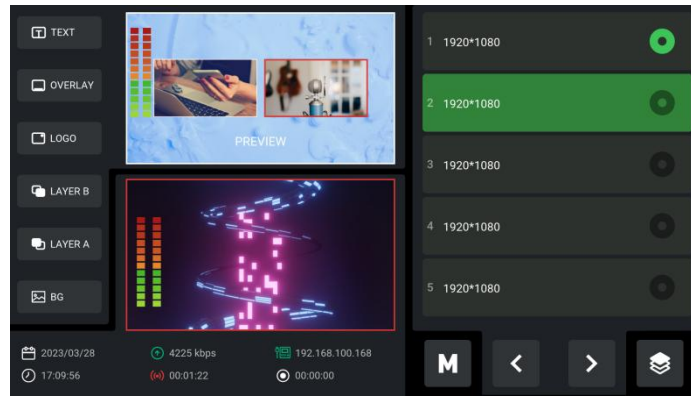 TEXT
OVERLAY
LOGO
LAYER B
LAYER A
BG
PREVIEW
1 1920*1080
2 1920*1080
3 1920*1080
4 1920*1080
5 1920*1080
2023/03/28 4225 kbps 192.168.100.168
17:09:56 00:01:22 00:00:00
M